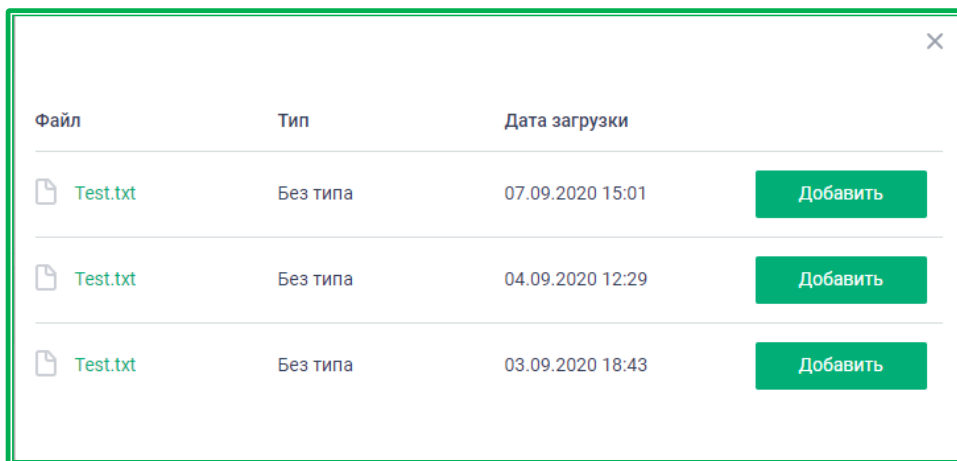 Файл Тип Дата загрузки
Test.txt Без типа 07.09.2020 15:01 Добавить
Test.txt Без типа 04.09.2020 12:29 Добавить
Test.txt Без типа 03.09.2020 18:43 Добавить